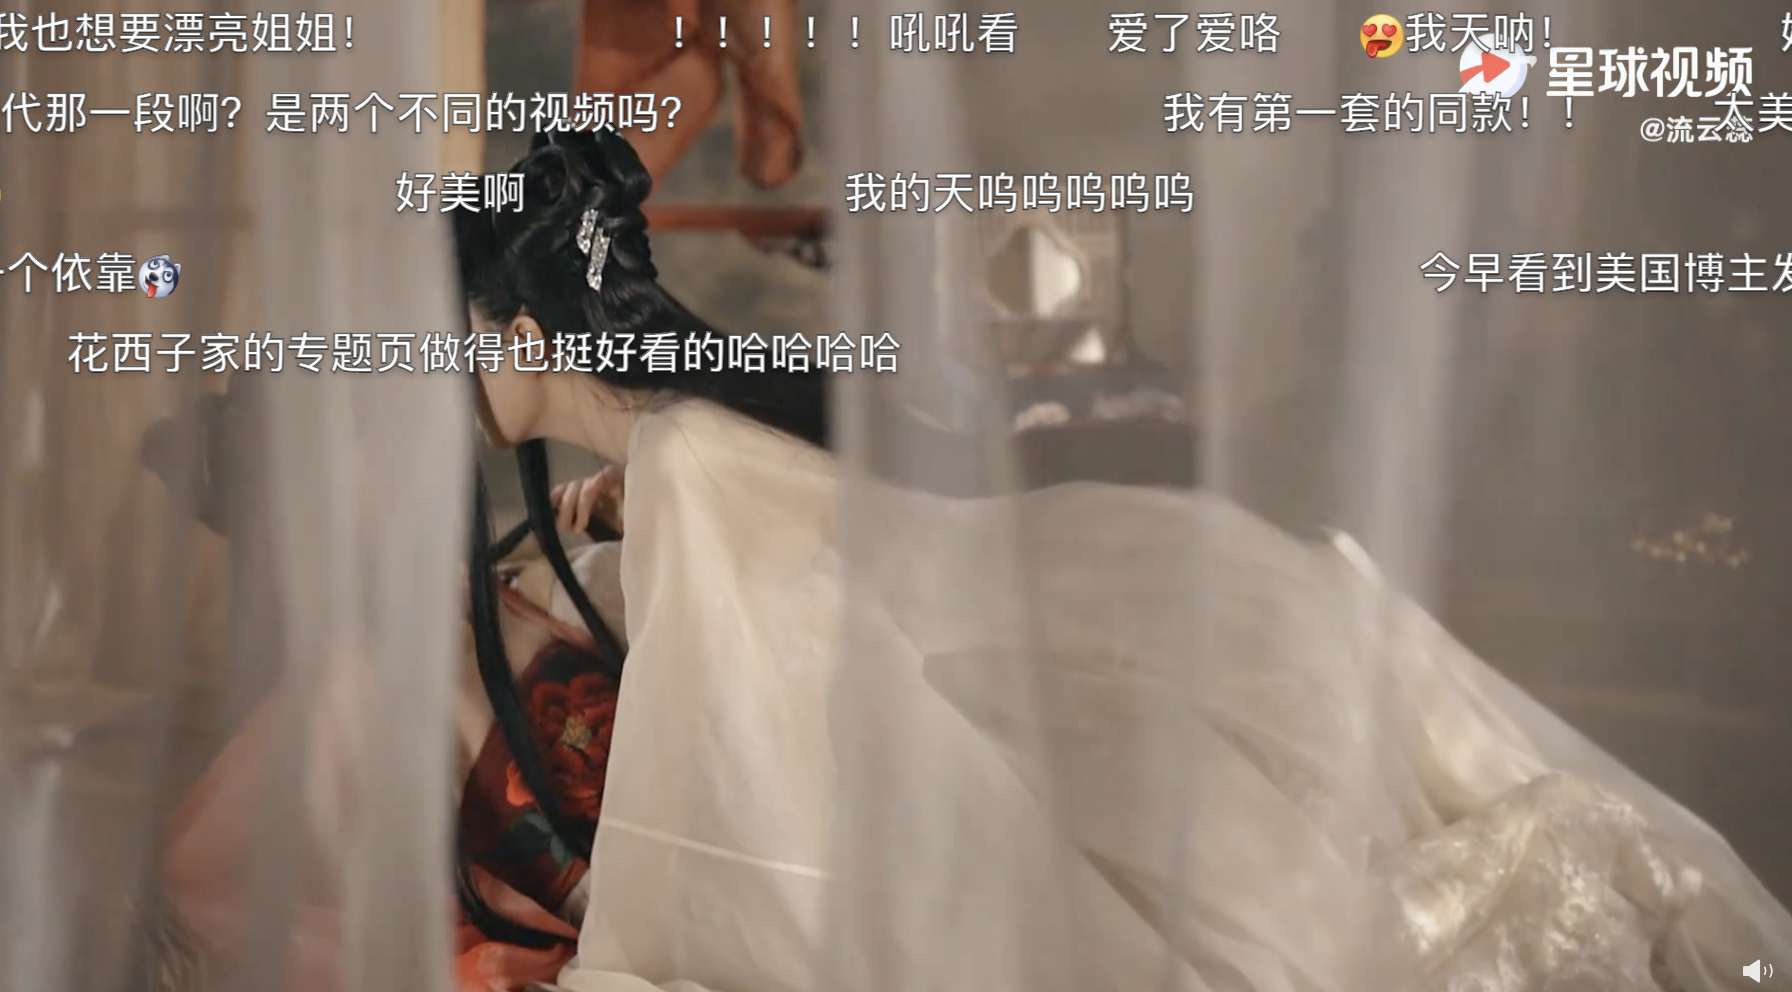 我也想要漂亮姐姐！
！！！！！吼吼看
爱了爱咯
😍我天呐！
星球视频
代那一段啊？是两个不同的视频吗？
我有第一套的同款！！
太美
@流云蕊
好美啊
我的天呜呜呜呜呜
个依靠
今早看到美国博主发
花西子家的专题页做得也挺好看的哈哈哈哈